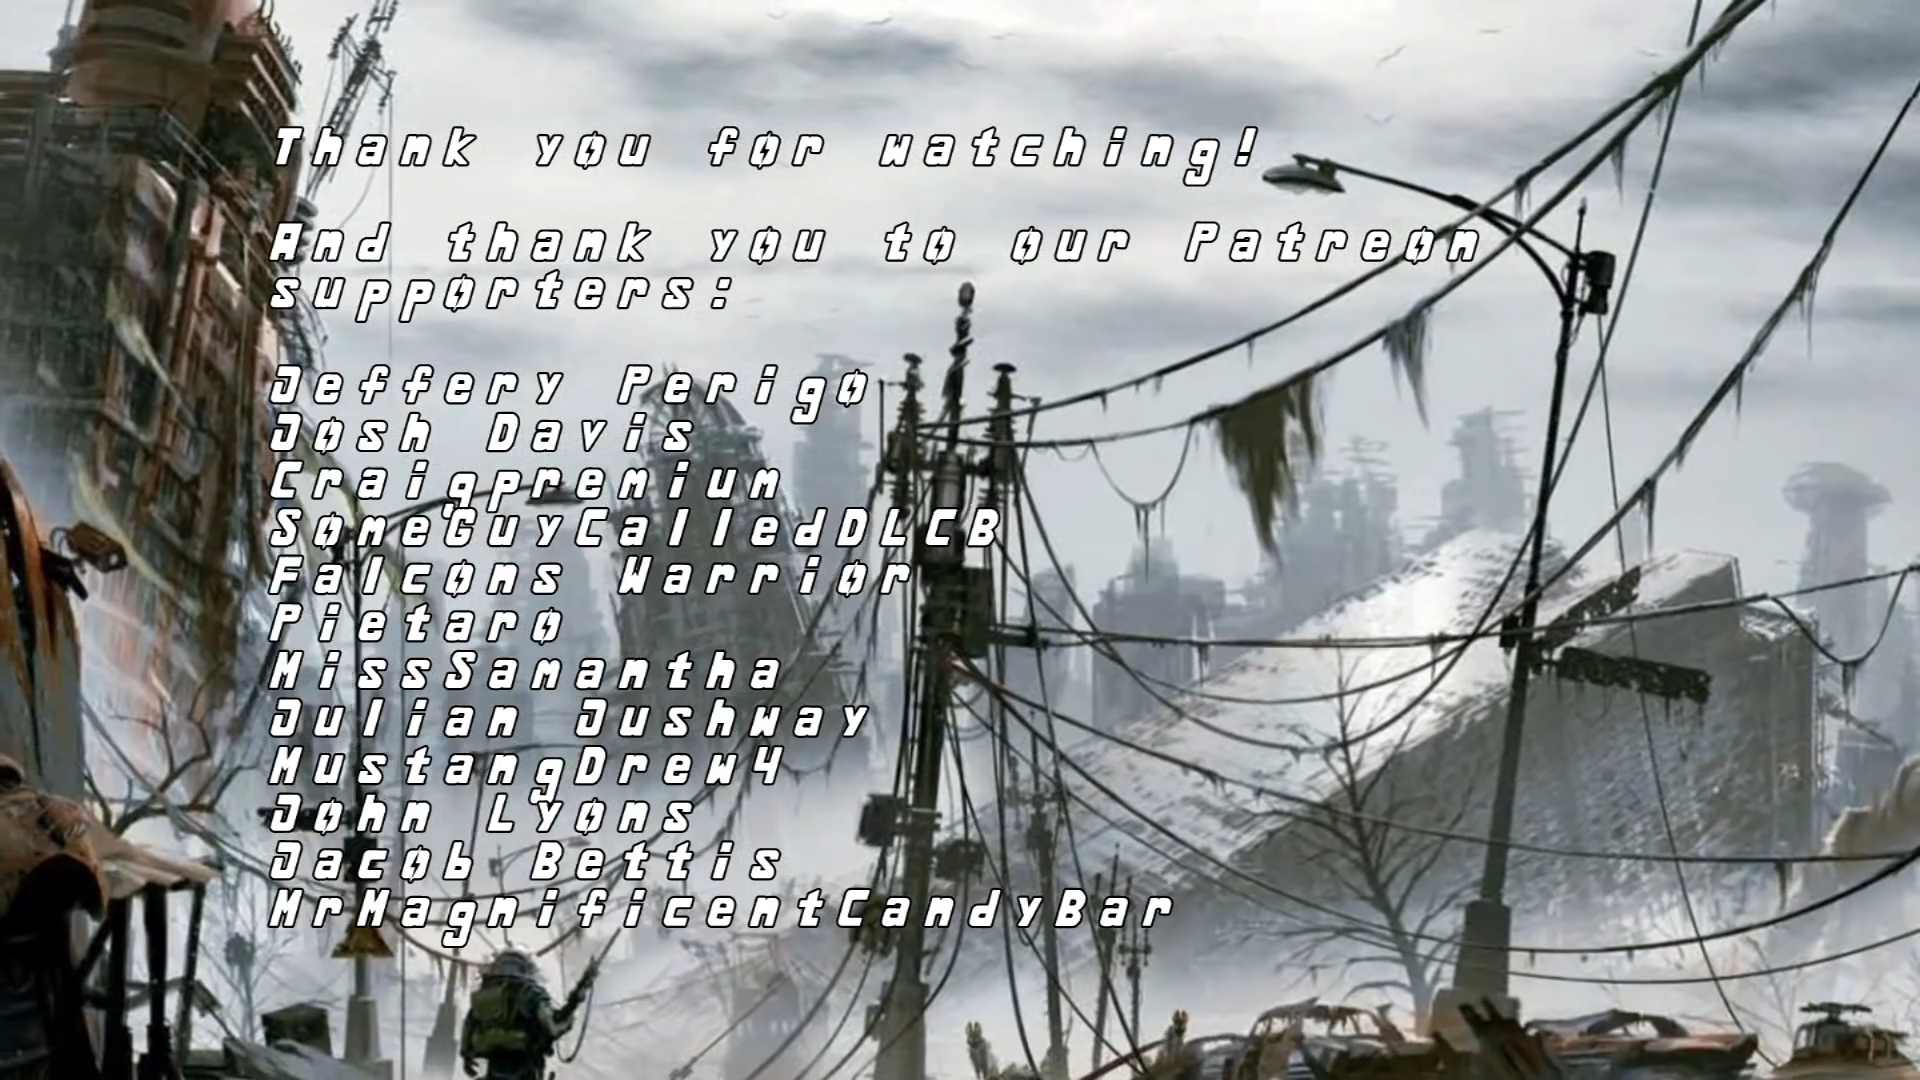 Thank you for watching!
And thank you to our Patreon
supporters:
Jeffery Perigo
Josh Davis
Craigpremium
SomeGuyCalledDLCB
Falcons Warrior
Pietaro
MissSamantha
Julian Jushway
MustangDrew4
John Lyons
Jacob Bettis
MrMagnificentCandyBar